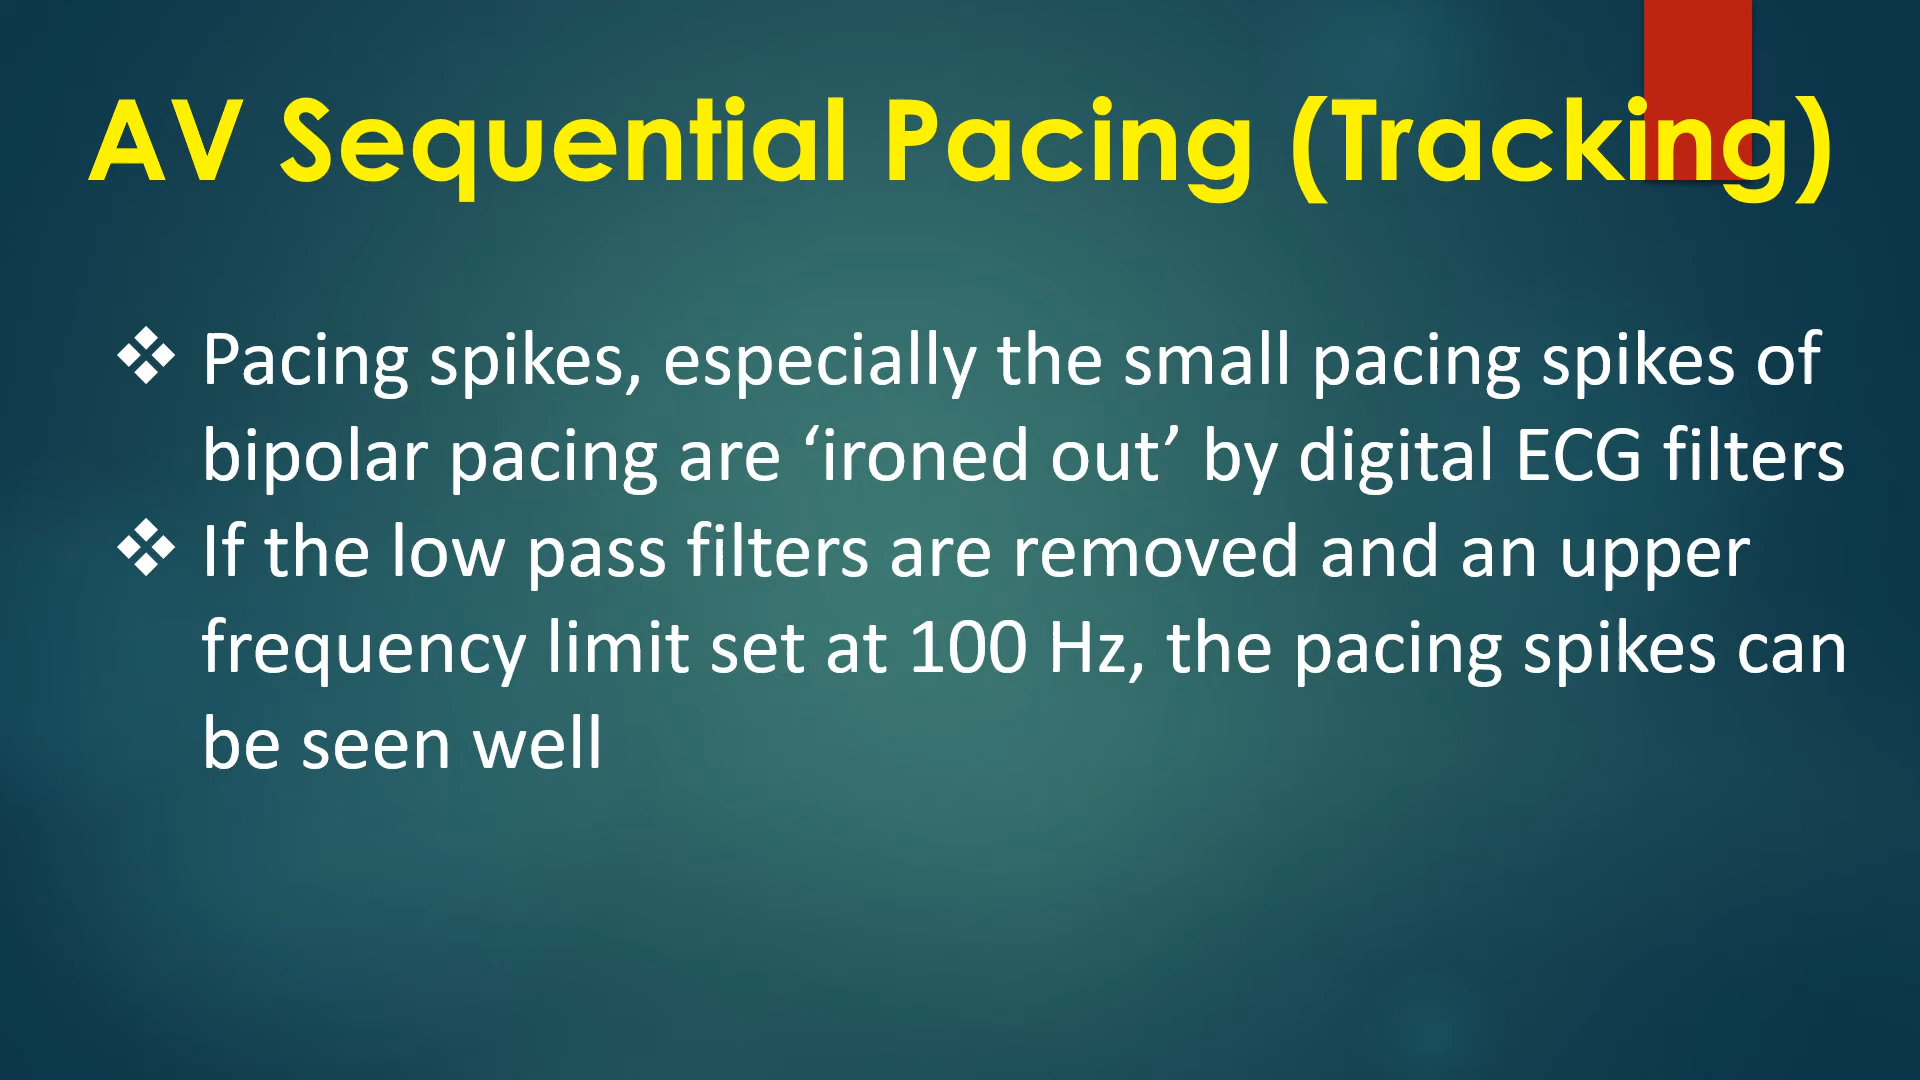 AV Sequential Pacing (Tracking)
❖ Pacing spikes, especially the small pacing spikes of
bipolar pacing are ‘ironed out’ by digital ECG filters
❖ If the low pass filters are removed and an upper
frequency limit set at 100 Hz, the pacing spikes can
be seen well